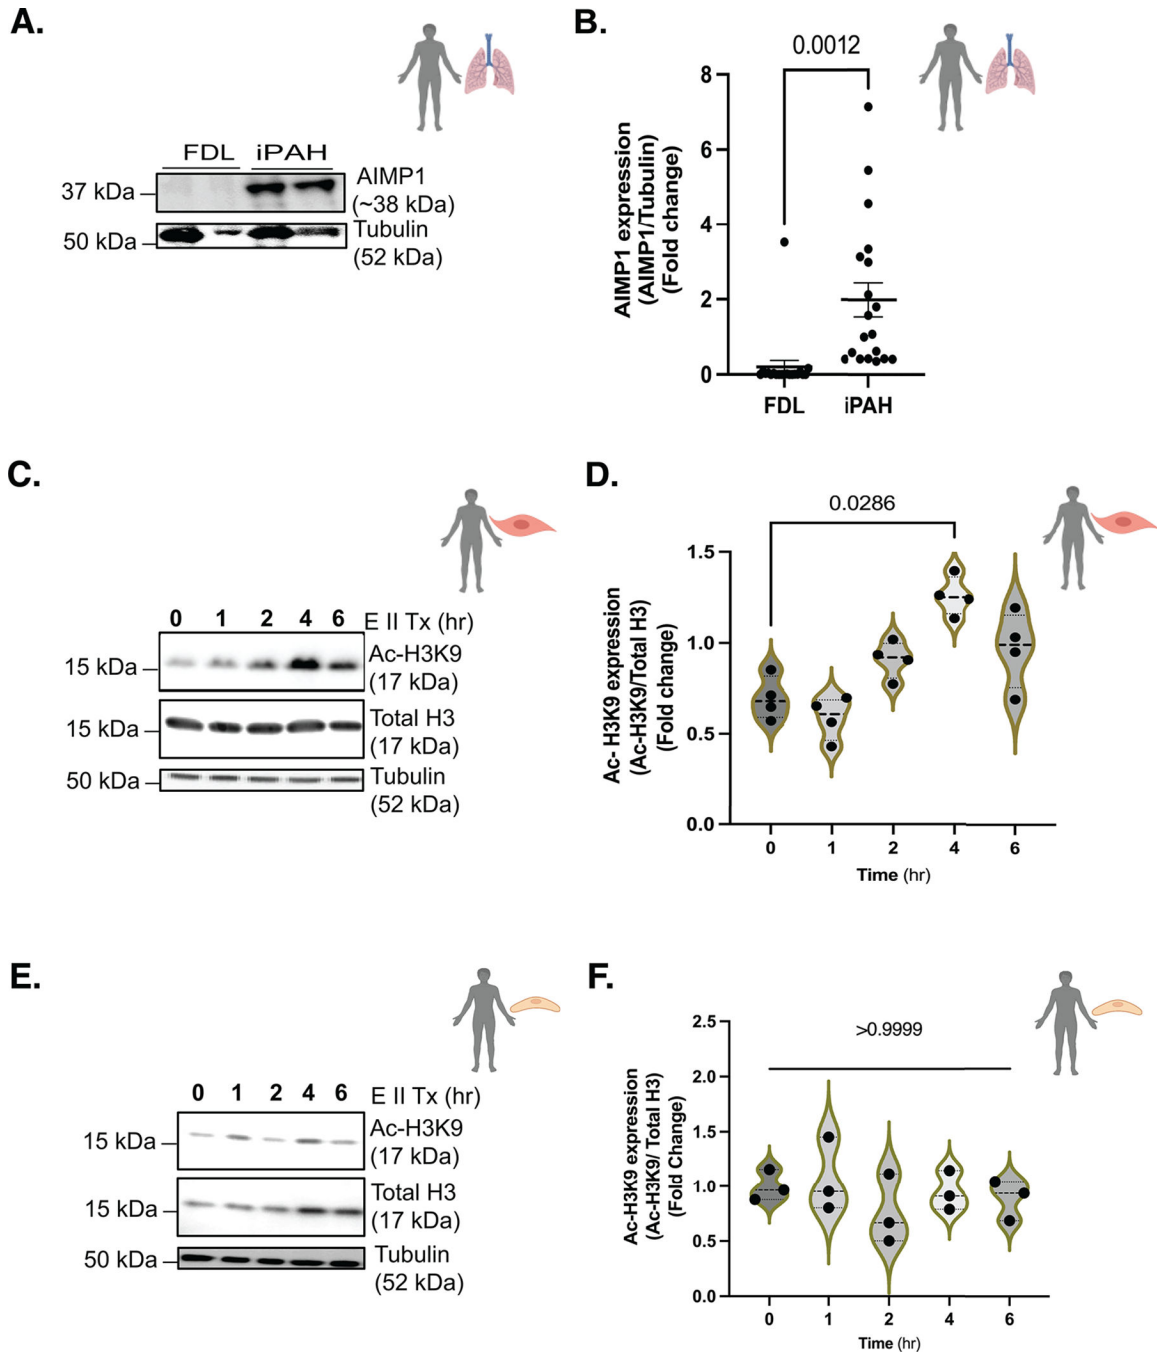 A.
FDL iPAH
37 kDa
AIMP1
(~38 kDa)
50 kDa
Tubulin
(52 kDa)
B.
0.0012
AIMP1 expression
(AIMP1/Tubulin)
(Fold change)
8
6
4
2
0
FDL iPAH
C.
0 1 2 4 6 E II Tx (hr)
15 kDa
Ac-H3K9
(17 kDa)
15 kDa
Total H3
(17 kDa)
50 kDa
Tubulin
(52 kDa)
D.
0.0286
Ac- H3K9 expression
(Ac-H3K9/Total H3)
(Fold change)
1.5
1.0
0.5
0.0
0 1 2 4 6
Time (hr)
E.
0 1 2 4 6 E II Tx (hr)
15 kDa
Ac-H3K9
(17 kDa)
15 kDa
Total H3
(17 kDa)
50 kDa
Tubulin
(52 kDa)
F.
>0.9999
Ac-H3K9 expression
(Ac-H3K9/ Total H3)
(Fold Change)
2.5
2.0
1.5
1.0
0.5
0.0
0 1 2 4 6
Time (hr)